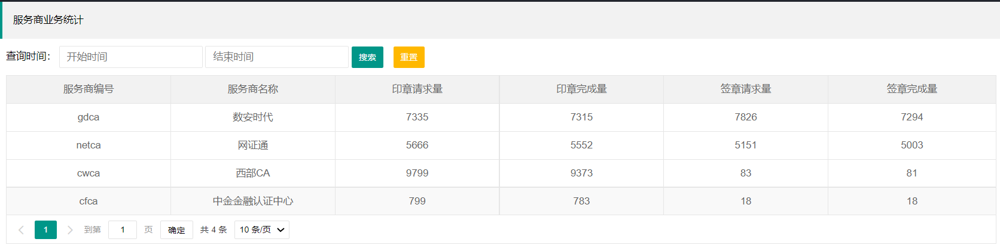 服务商业务统计
查询时间： 开始时间 结束时间 搜索 重置
服务商编号 服务商名称 印章请求量 印章完成量 签章请求量 签章完成量
gdca 数安时代 7335 7315 7826 7294
netca 网证通 5666 5552 5151 5003
cwca 西部CA 9799 9373 83 81
cfca 中金金融认证中心 799 783 18 18
1 到第 1 页 确定 共 4 条 10 条/页